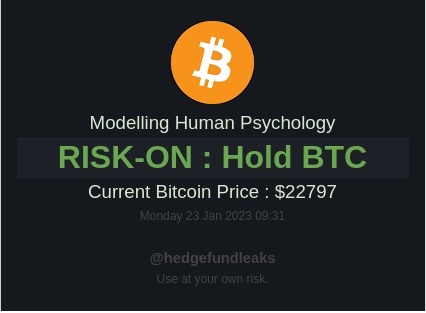 Modelling Human Psychology
RISK-ON : Hold BTC
Current Bitcoin Price : $22797
Monday 23 Jan 2023 09:31
@hedgefundleaks
Use at your own risk.